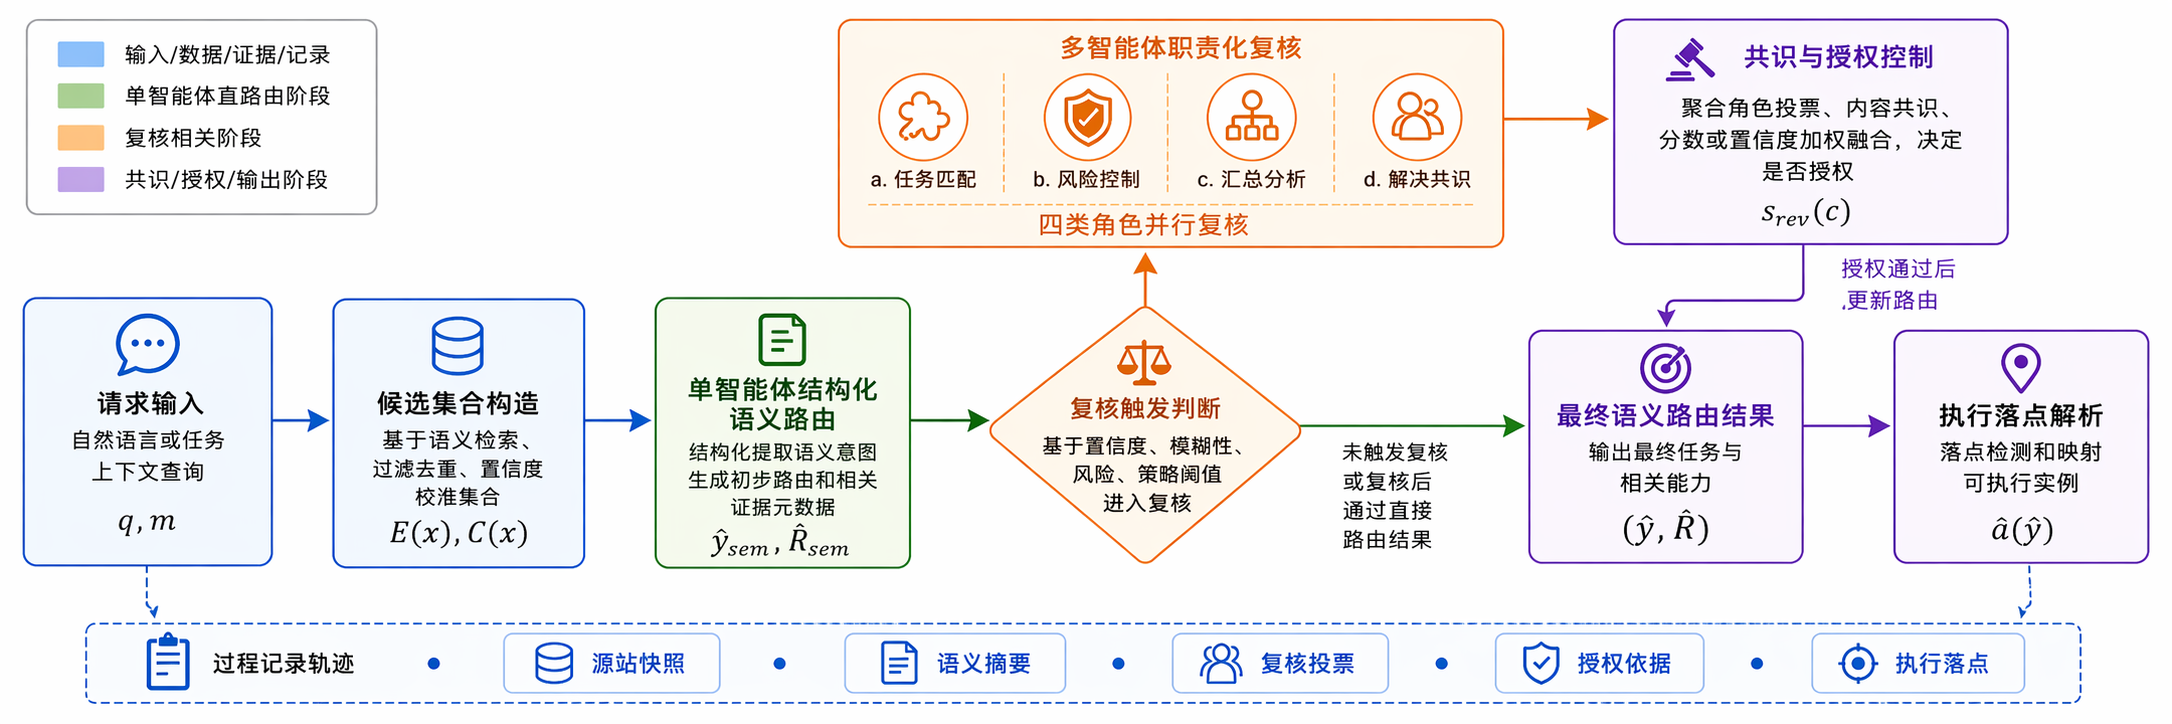 输入/数据/证据/记录
单智能体直路由阶段
复核相关阶段
共识/授权/输出阶段
多智能体职责化复核
a. 任务匹配
b. 风险控制
c. 汇总分析
d. 解决共识
四类角色并行复核
共识与授权控制
聚合角色投票、内容共识、
分数或置信度加权融合，决定
是否授权
s_rev(c)
授权通过后
更新路由
请求输入
自然语言或任务
上下文查询
q, m
候选集合构造
基于语义检索、
过滤去重、置信度
校准集合
E(x), C(x)
单智能体结构化
语义路由
结构化提取语义意图
生成初步路由和相关
证据元数据
ŷ_sem, R̂_sem
复核触发判断
基于置信度、模糊性、
风险、策略阈值
进入复核
未触发复核
或复核后
通过直接
路由结果
最终语义路由结果
输出最终任务与
相关能力
(ŷ, R̂)
执行落点解析
落点检测和映射
可执行实例
â(ŷ)
过程记录轨迹
源站快照
语义摘要
复核投票
授权依据
执行落点